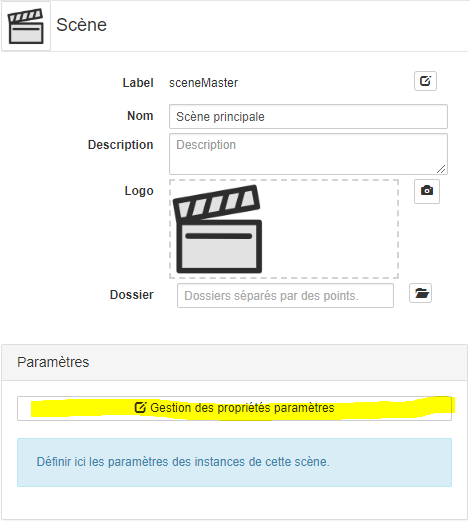 Scène
Label sceneMaster
Nom Scène principale
Description Description
Logo
Dossier Dossiers séparés par des points.
Paramètres
Gestion des propriétés paramètres
Définir ici les paramètres des instances de cette scène.